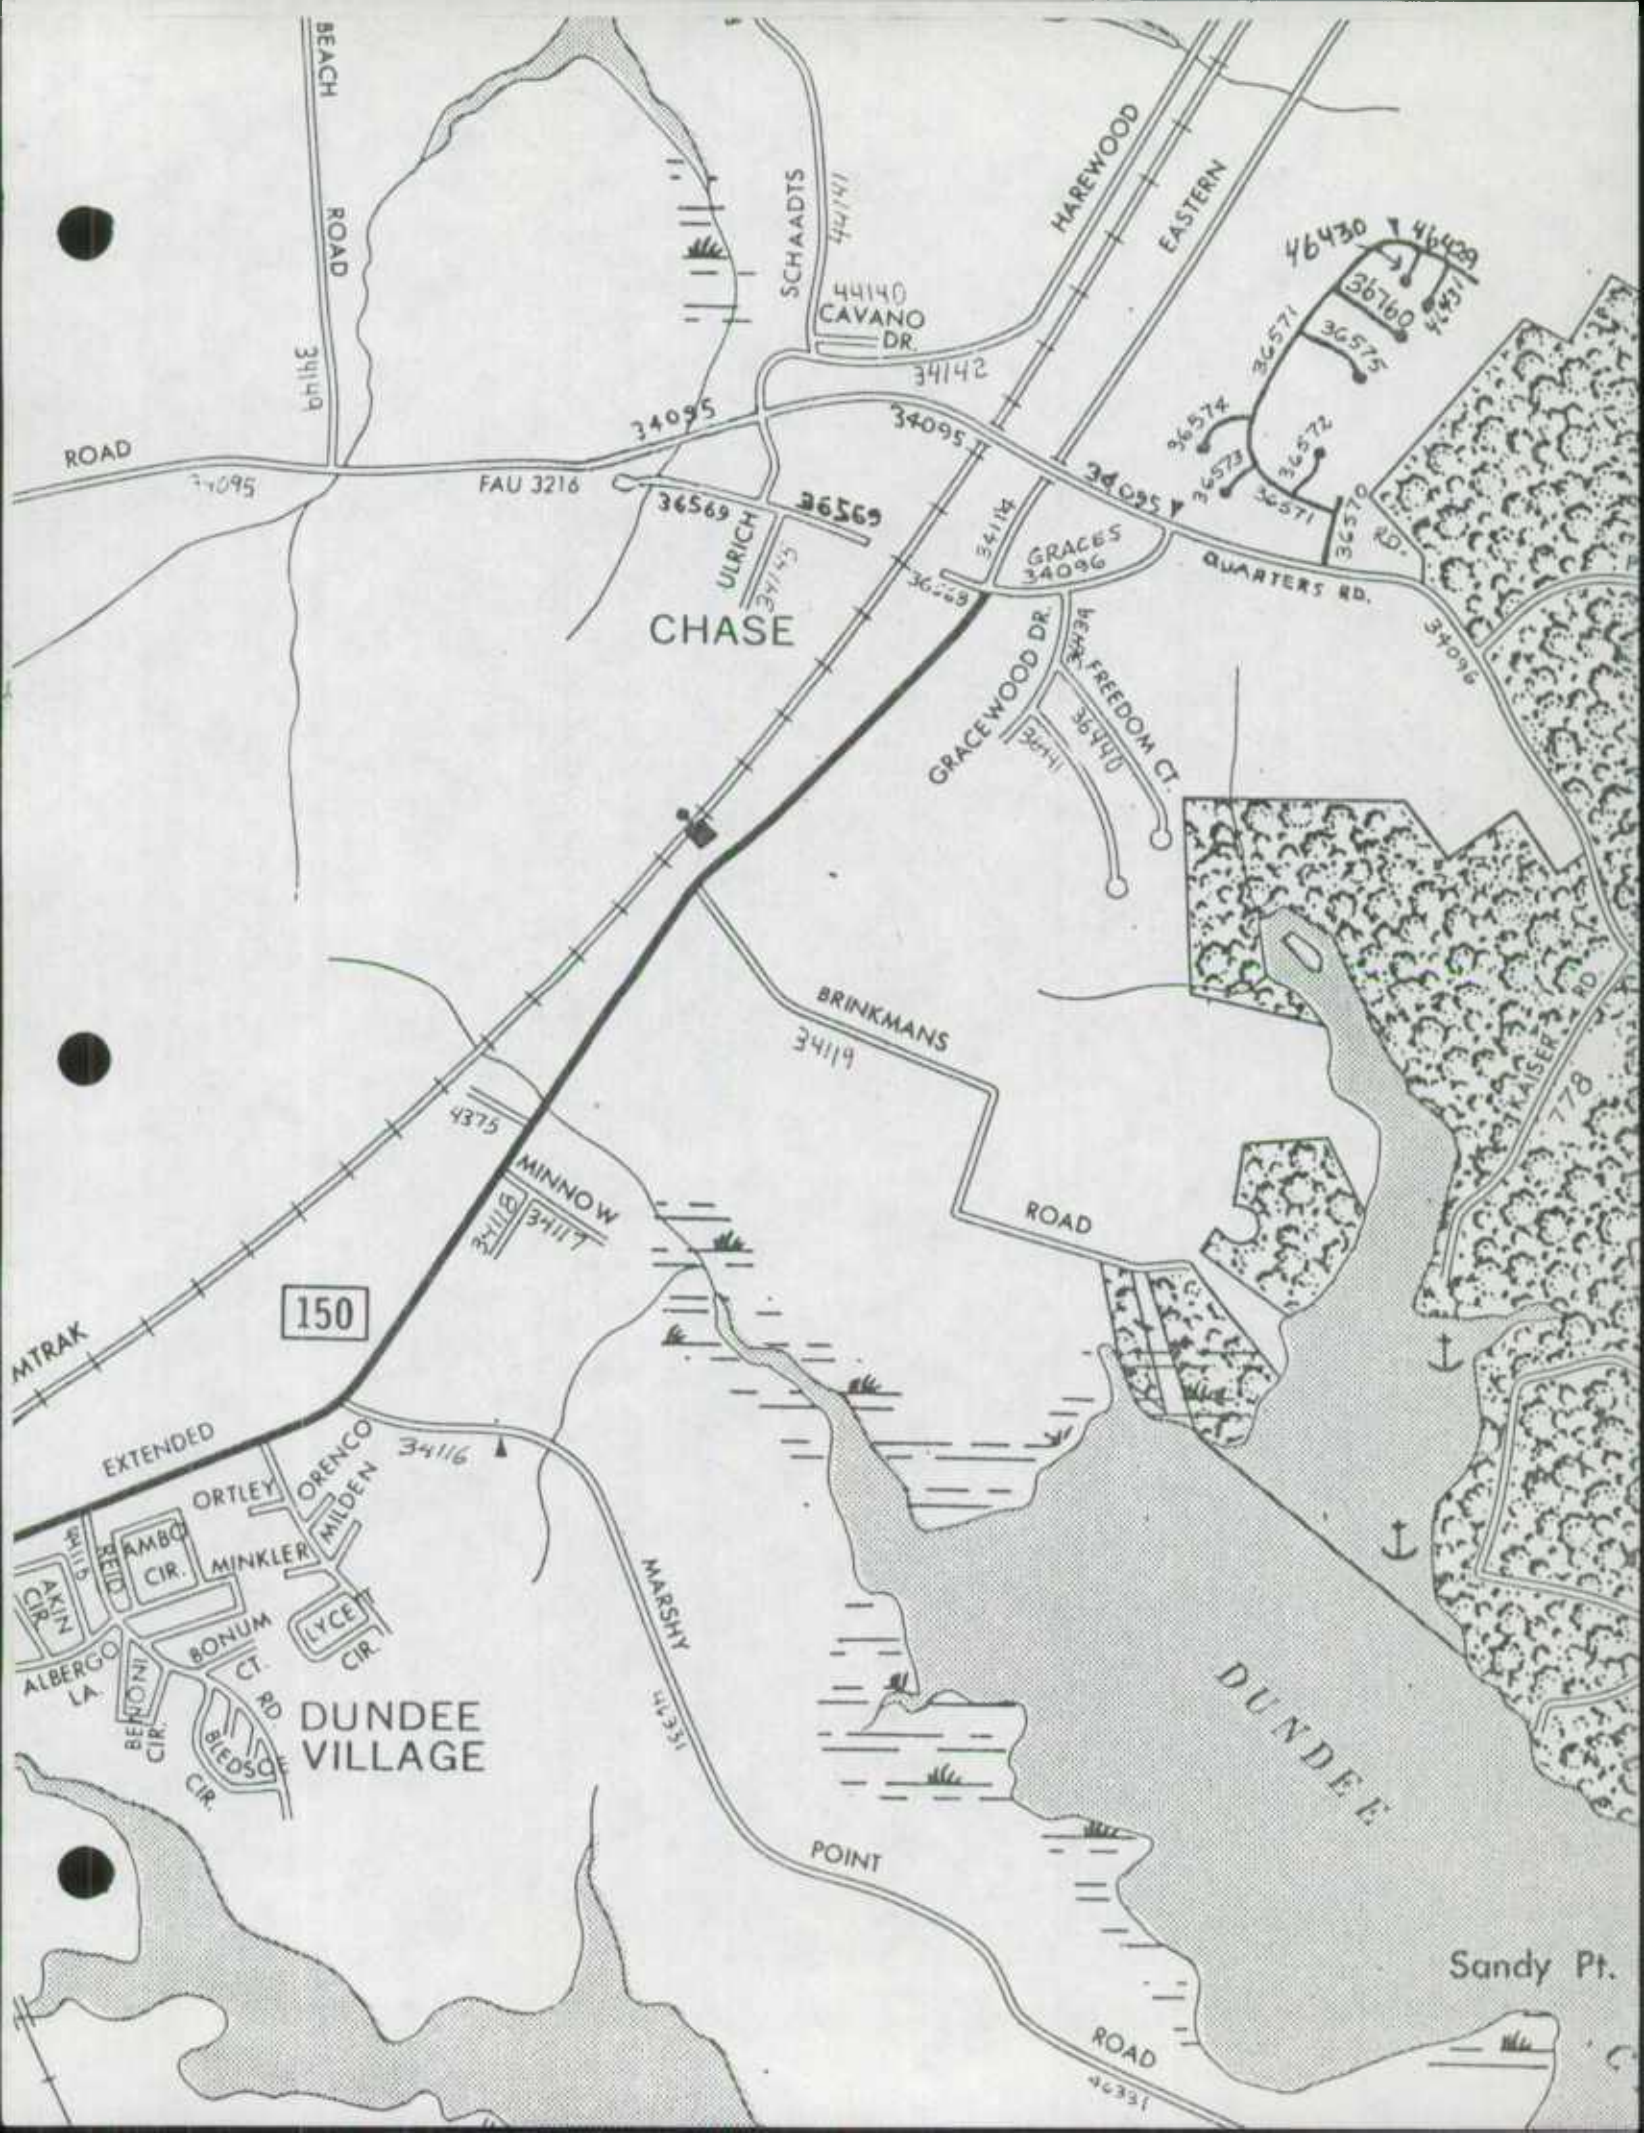 BEACH
ROAD
34149
SCHAADTS
44141
HAREWOOD
EASTERN
44140
CAVANO
DR.
34142
46430
46429
46431
36760
36575
36571
36574
36572
36573
36571
36570
RD.
ROAD
34095
FAU 3216
34095
34095
34095
36569
36569
ULRICH
34145
CHASE
34114
GRACES
34096
QUARTERS RD.
34096
GRACEWOOD DR.
36439
FREEDOM CT.
36440
36441
BRINKMANS
34119
ROAD
KAISER RD
778
4375
MINNOW
34118
34117
150
MTRAK
EXTENDED
34116
ORTLEY
ORENCO
MILDEN
MINKLER
44116
REID
AMBO
CIR.
AKIN
CIR.
LYCETT
CIR.
BONUM
CT.
RD.
ALBERGO
LA.
BENONI
CIR.
BLEDSOE
CIR.
DUNDEE
VILLAGE
MARSHY
46331
POINT
ROAD
46331
DUNDEE
Sandy Pt.
C